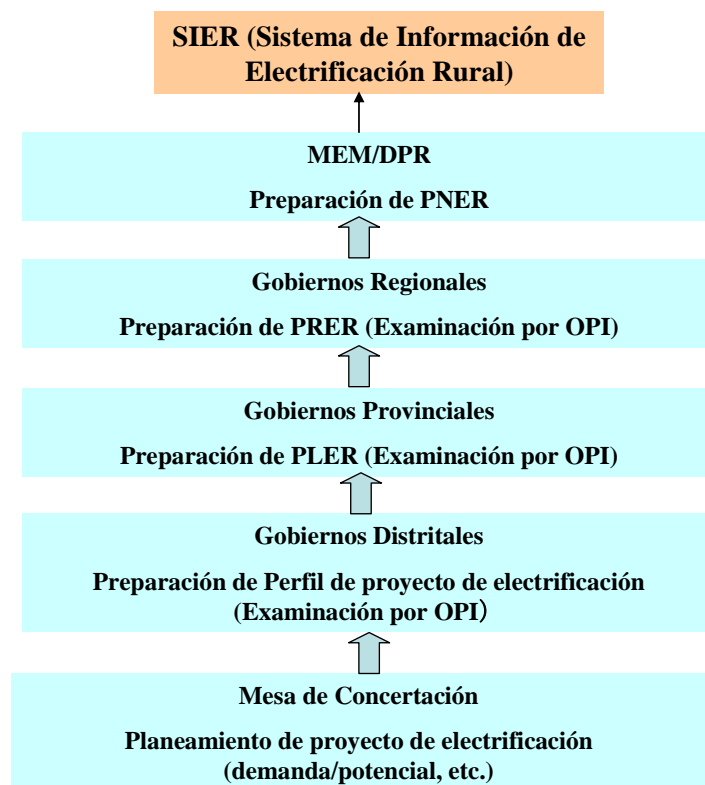 SIER (Sistema de Información de
Electrificación Rural)
MEM/DPR
Preparación de PNER
Gobiernos Regionales
Preparación de PRER (Examinación por OPI)
Gobiernos Provinciales
Preparación de PLER (Examinación por OPI)
Gobiernos Distritales
Preparación de Perfil de proyecto de electrificación
(Examinación por OPI）
Mesa de Concertación
Planeamiento de proyecto de electrificación
(demanda/potencial, etc.)